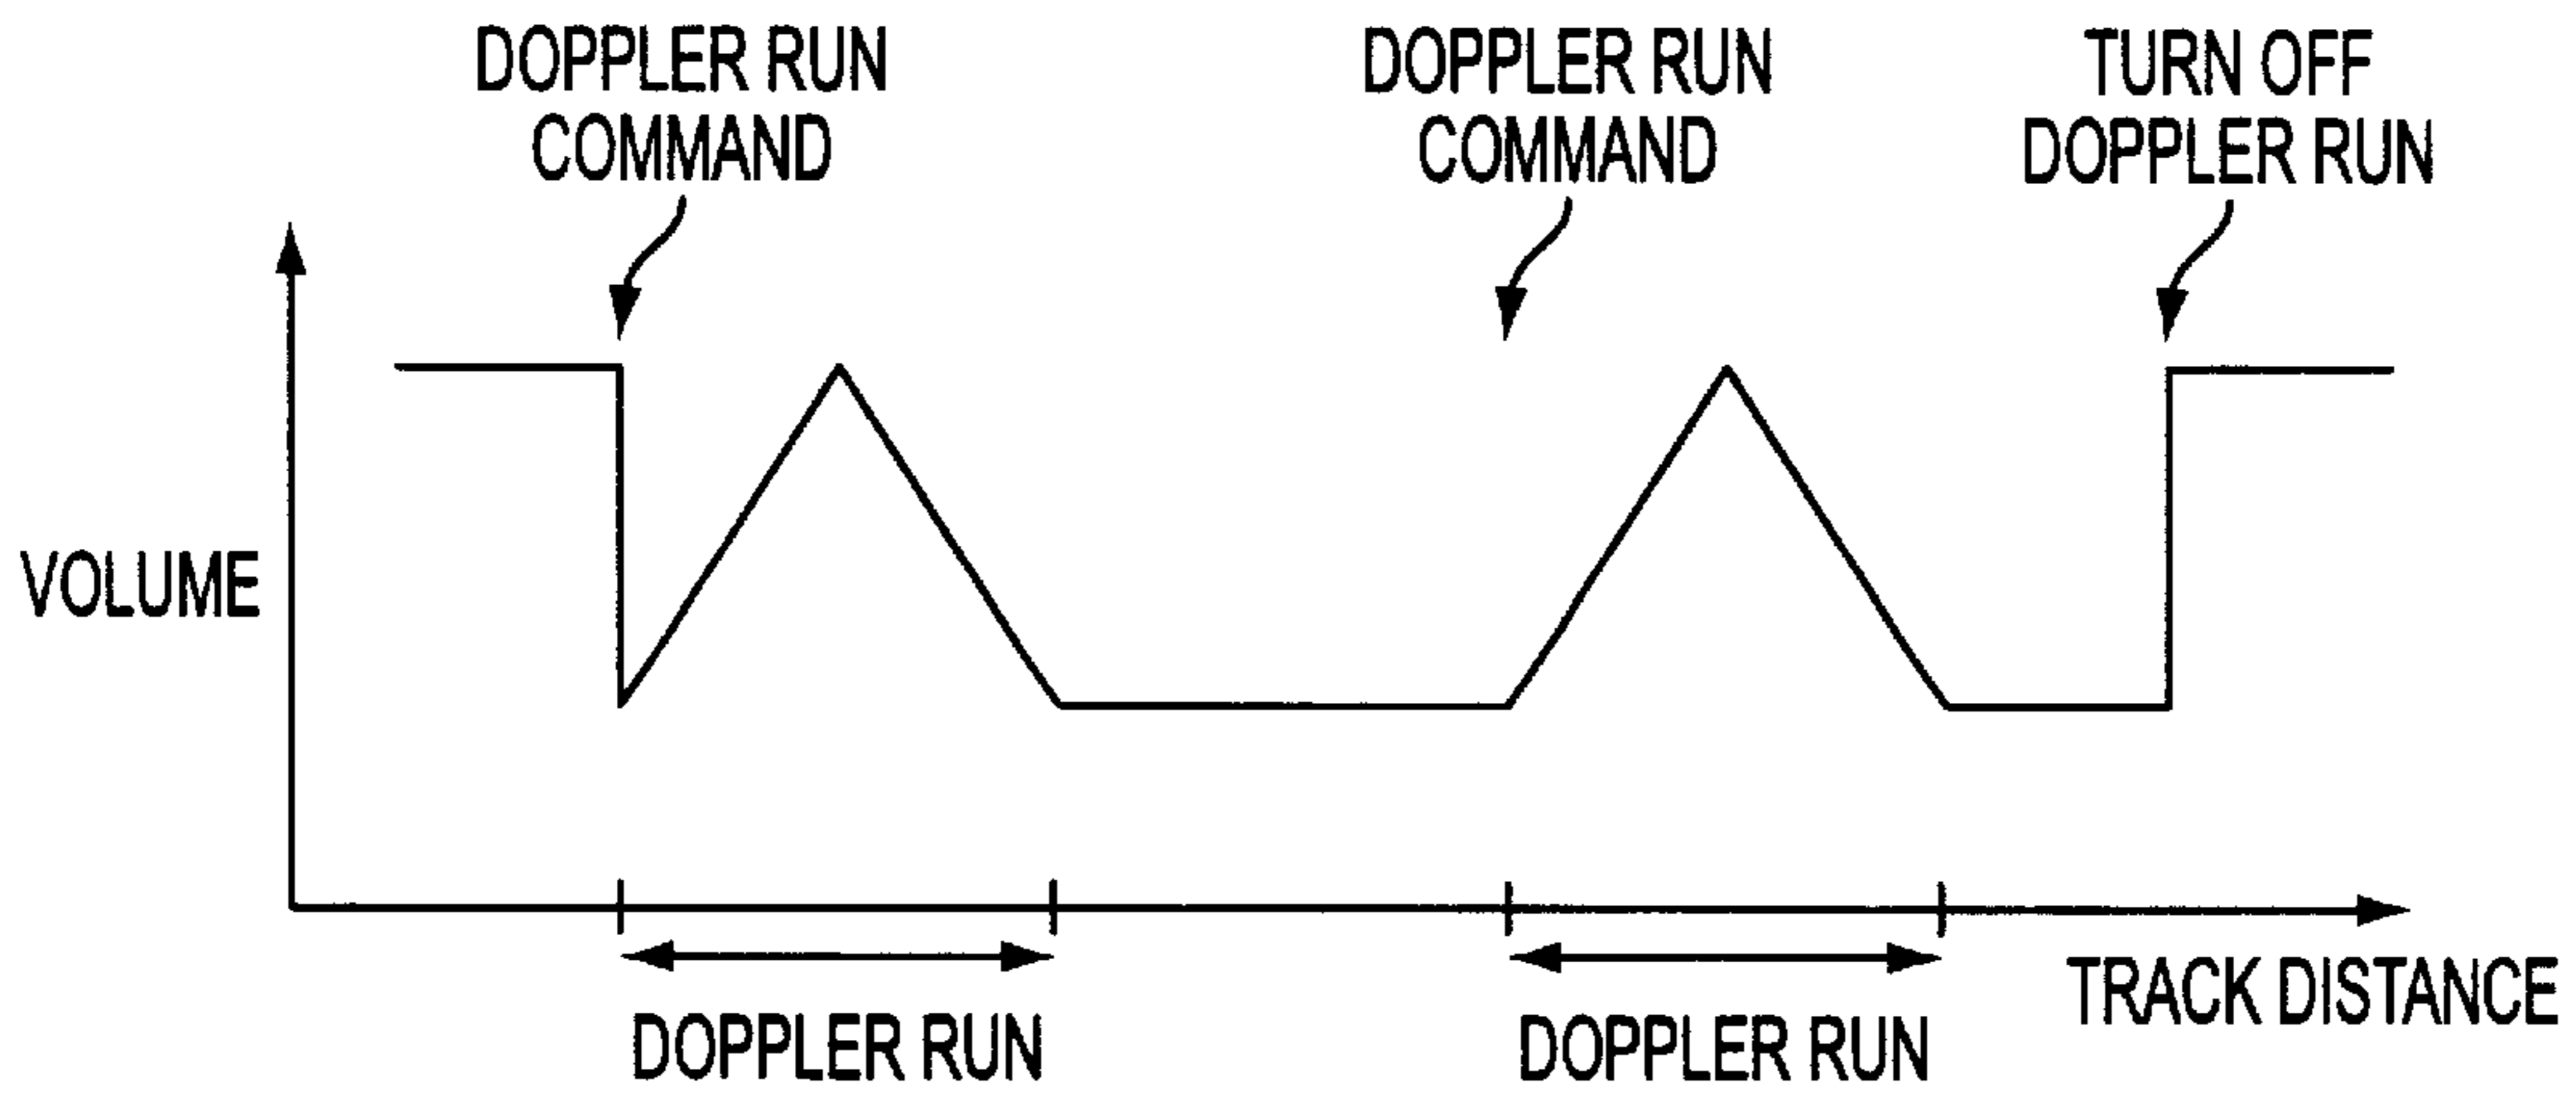 DOPPLER RUN
COMMAND
DOPPLER RUN
COMMAND
TURN OFF
DOPPLER RUN
VOLUME
TRACK DISTANCE
DOPPLER RUN
DOPPLER RUN